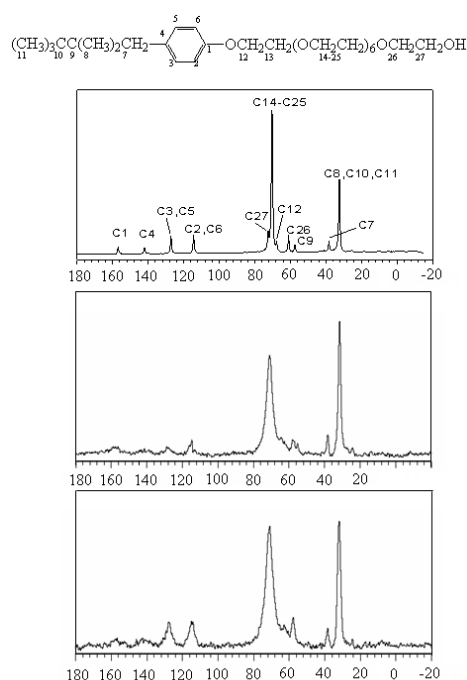 (CH₃)₃CC(CH₃)₂CH₂ OCH₂CH₂(OCH₂CH₂)₆OCH₂CH₂OH
5 6
4 1
3 2
11 10 9 8 7 12 13 14-25 26 27
C14-C25
C8,C10,C11
C3,C5
C1 C4 C2,C6 C27 C12 C26 C9 C7
180 160 140 120 100 80 60 40 20 0 -20
180 160 140 120 100 80 60 40 20
180 160 140 120 100 80 60 40 20 0 -20